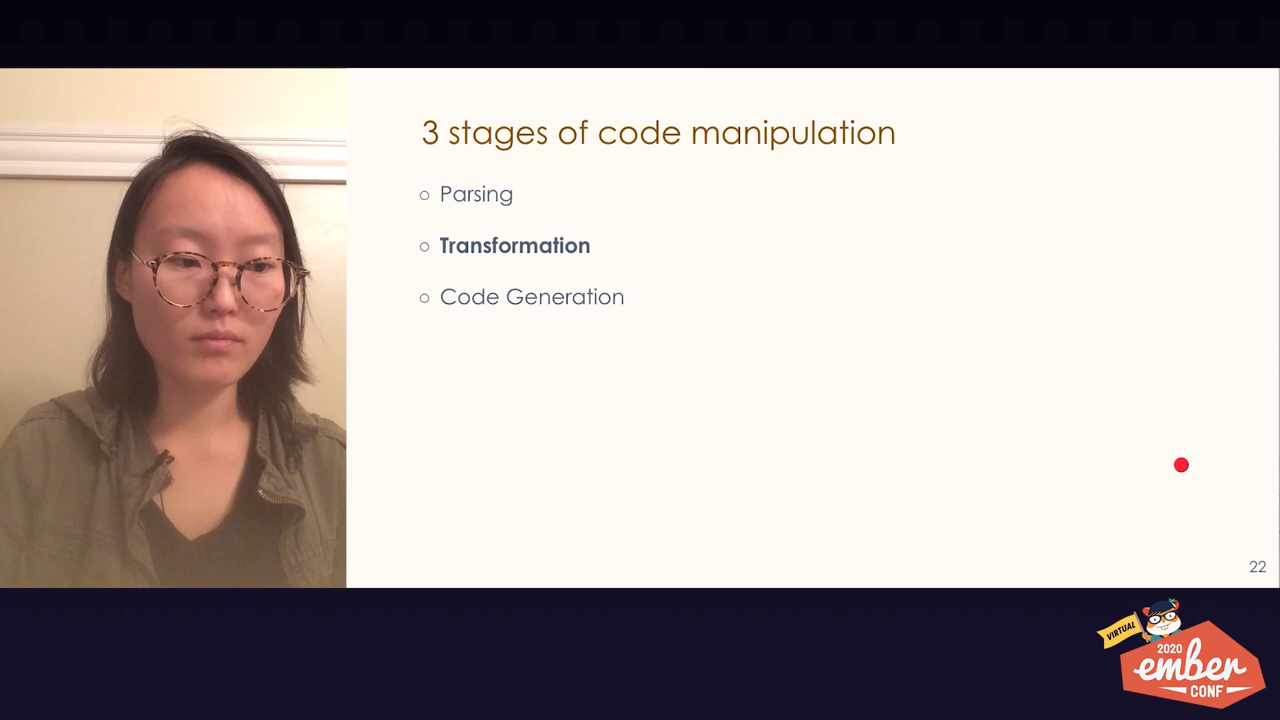 3 stages of code manipulation
○ Parsing
○ Transformation
○ Code Generation
22
VIRTUAL
2020
ember
CONF